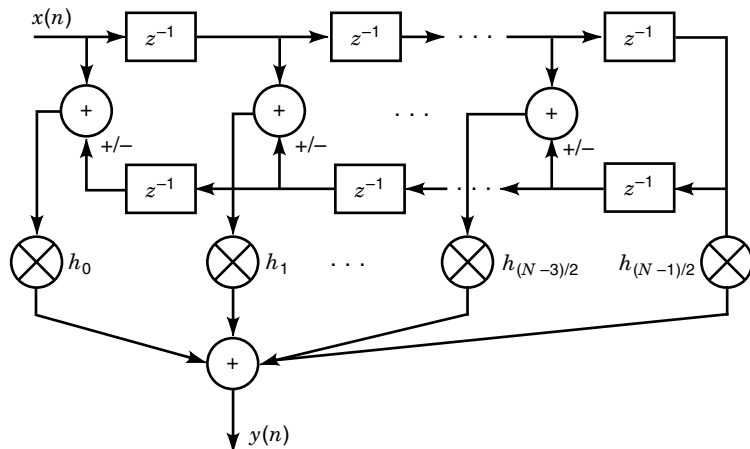 x(n)
z⁻¹ z⁻¹ · · · z⁻¹
+ + · · · +
+/− +/− +/−
z⁻¹ z⁻¹ · · · z⁻¹
h₀ h₁ · · · h₍N−3)/2 h₍N−1)/2
+
y(n)